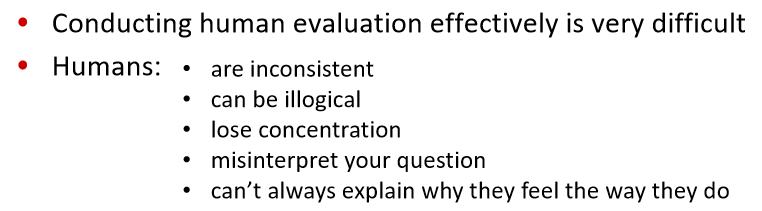 • Conducting human evaluation effectively is very difficult
• Humans: • are inconsistent
• can be illogical
• lose concentration
• misinterpret your question
• can't always explain why they feel the way they do